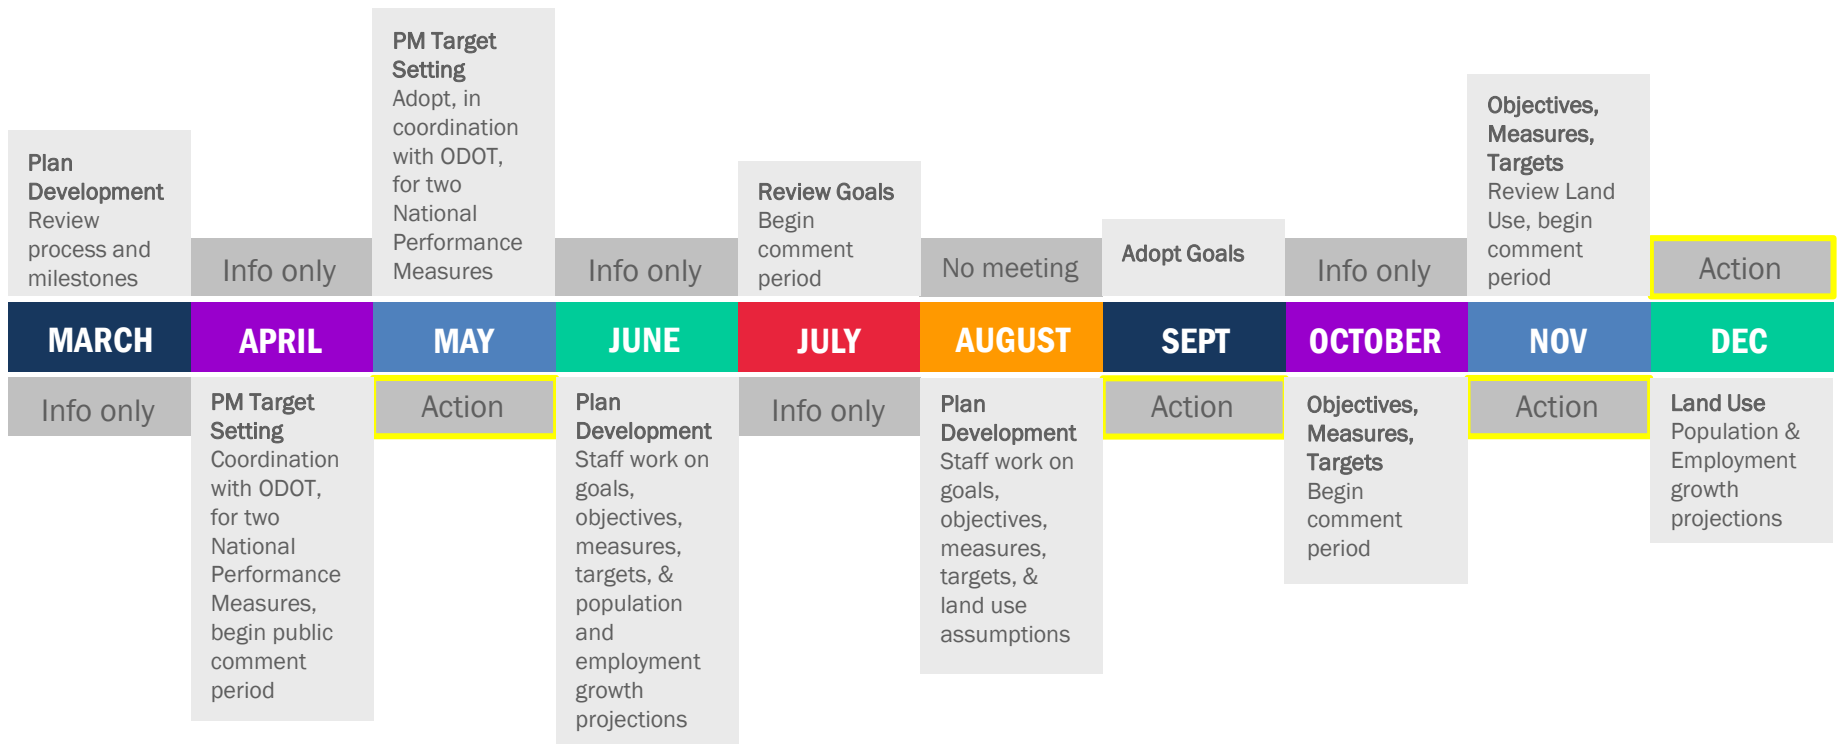 Plan
Development
Review
process and
milestones
Info only
PM Target
Setting
Adopt, in
coordination
with ODOT,
for two
National
Performance
Measures
Info only
Review Goals
Begin
comment
period
No meeting
Adopt Goals
Info only
Objectives,
Measures,
Targets
Review Land
Use, begin
comment
period
Action
MARCH
APRIL
MAY
JUNE
JULY
AUGUST
SEPT
OCTOBER
NOV
DEC
Info only
PM Target
Setting
Coordination
with ODOT,
for two
National
Performance
Measures,
begin public
comment
period
Action
Plan
Development
Staff work on
goals,
objectives,
measures,
targets, &
population
and
employment
growth
projections
Info only
Plan
Development
Staff work on
goals,
objectives,
measures,
targets, &
land use
assumptions
Action
Objectives,
Measures,
Targets
Begin
comment
period
Action
Land Use
Population &
Employment
growth
projections